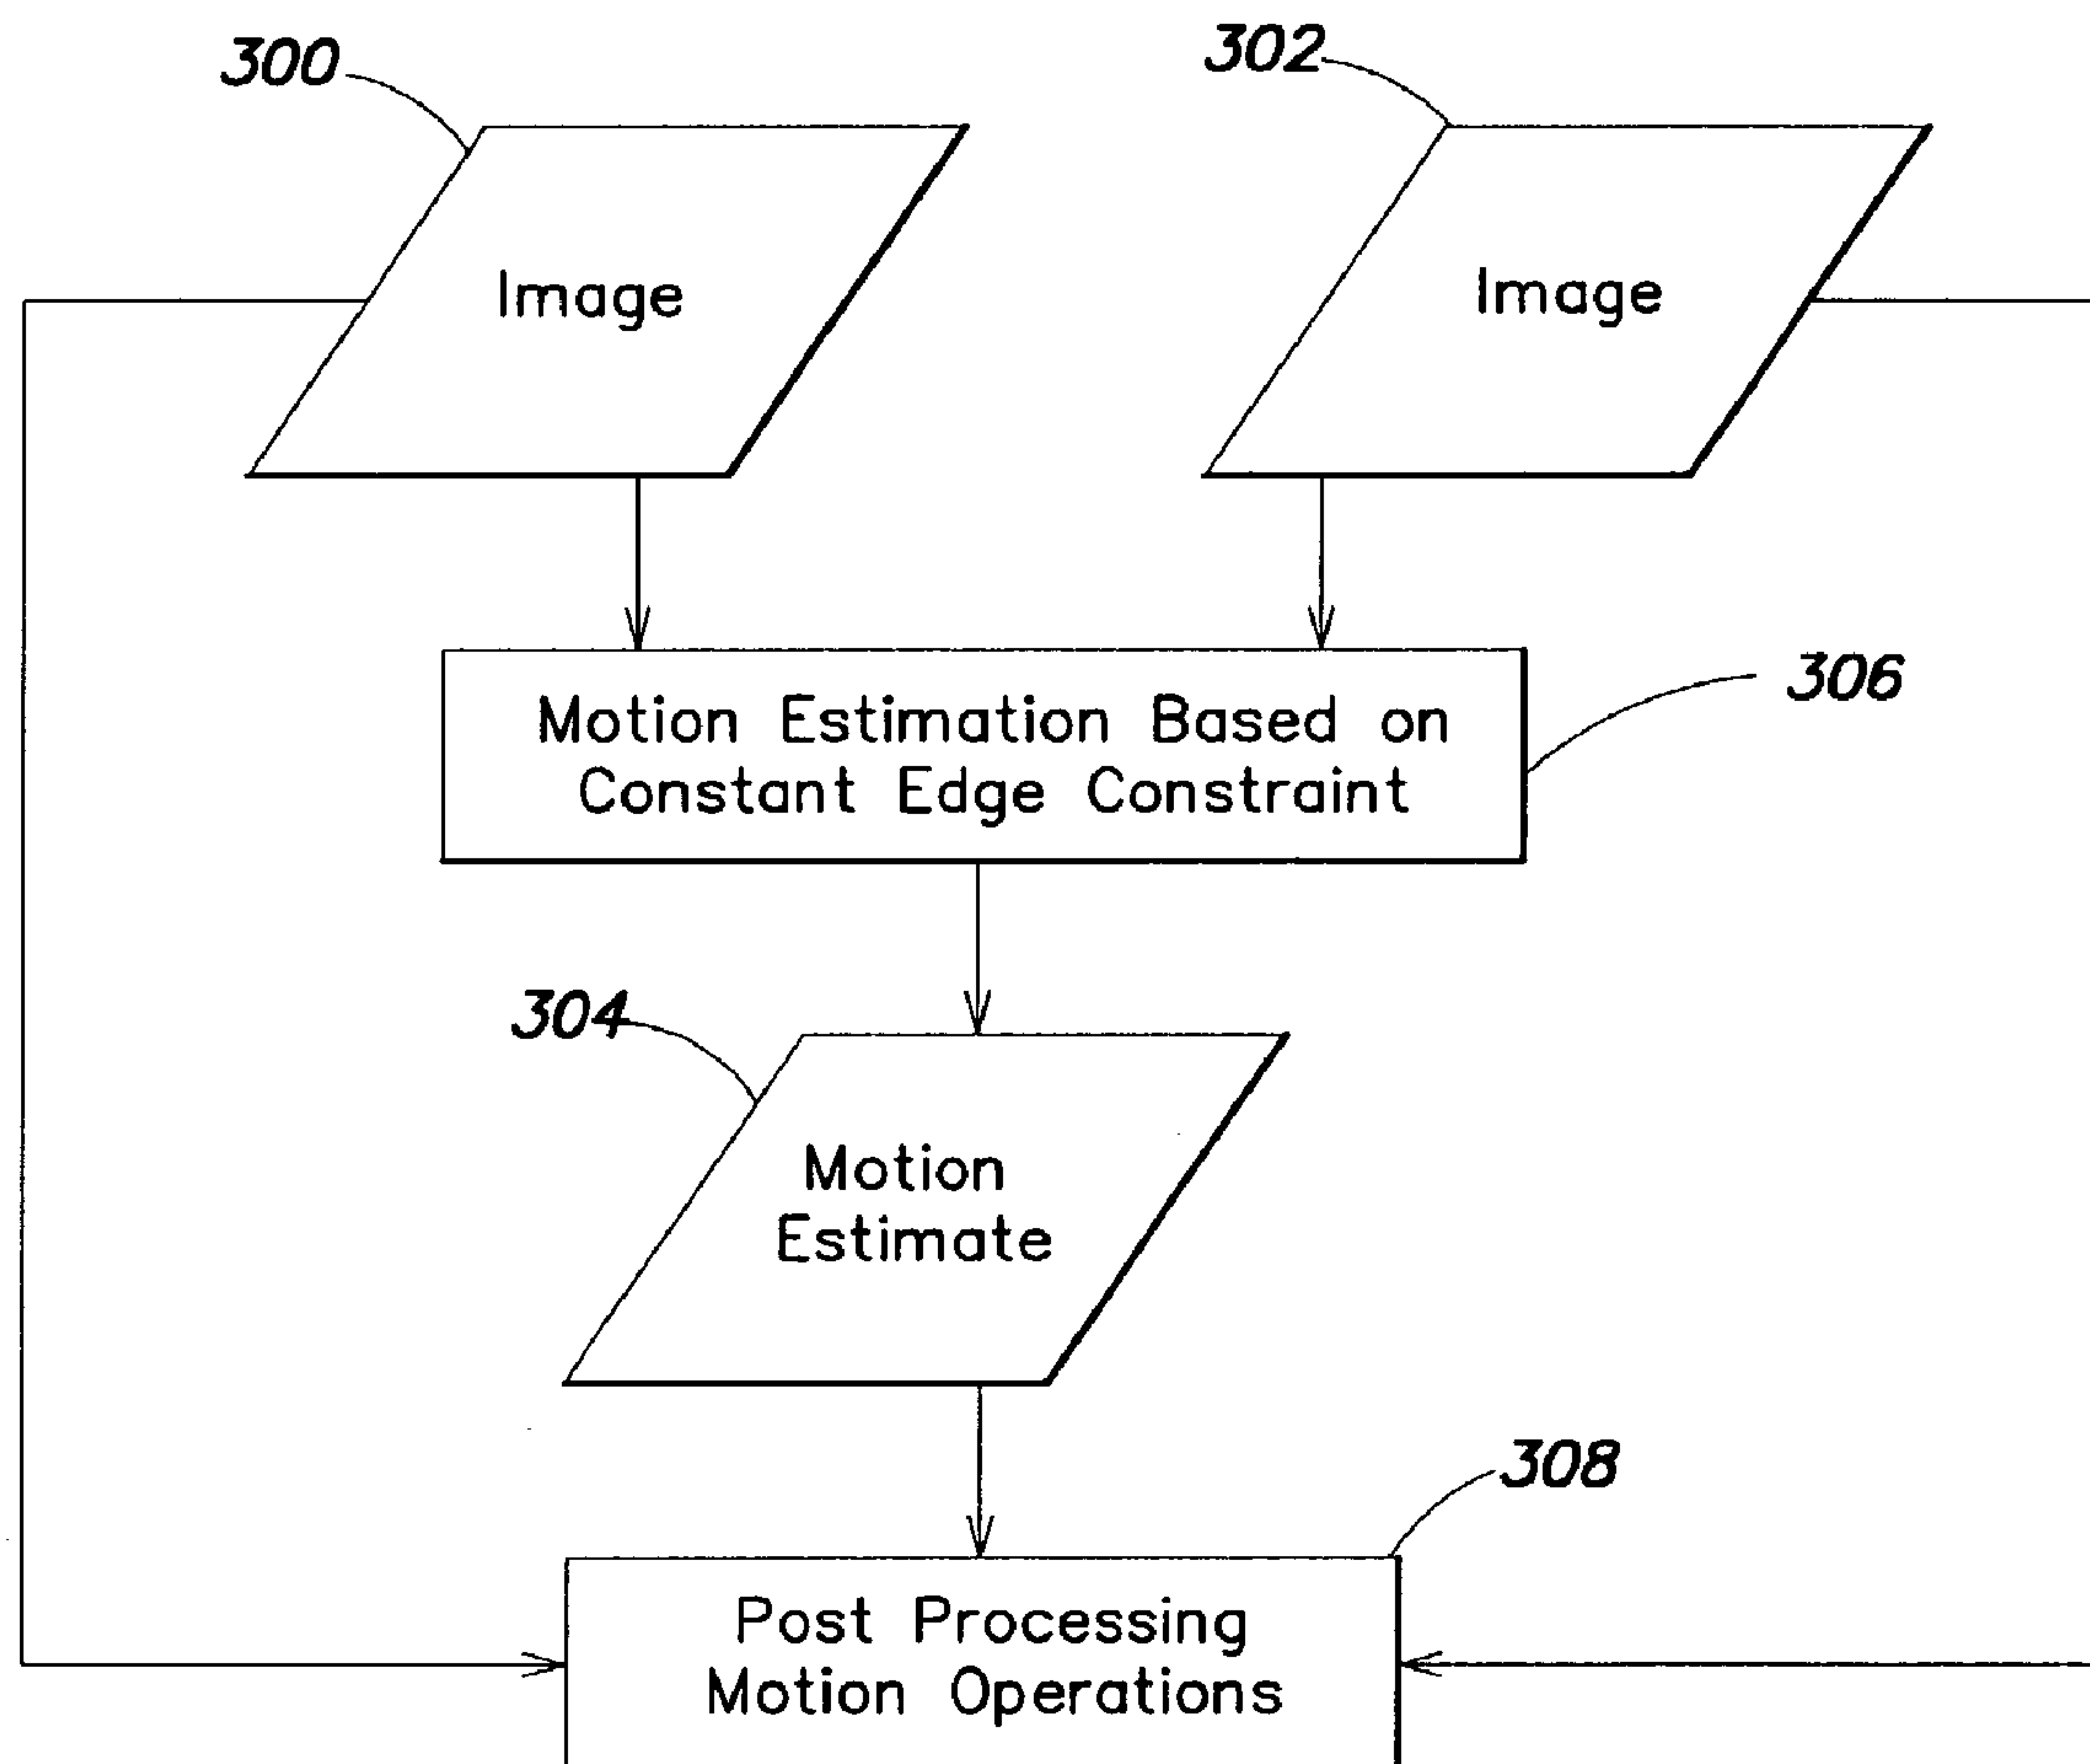 300
302
Image
Image
306
Motion Estimation Based on
Constant Edge Constraint
304
Motion
Estimate
308
Post Processing
Motion Operations